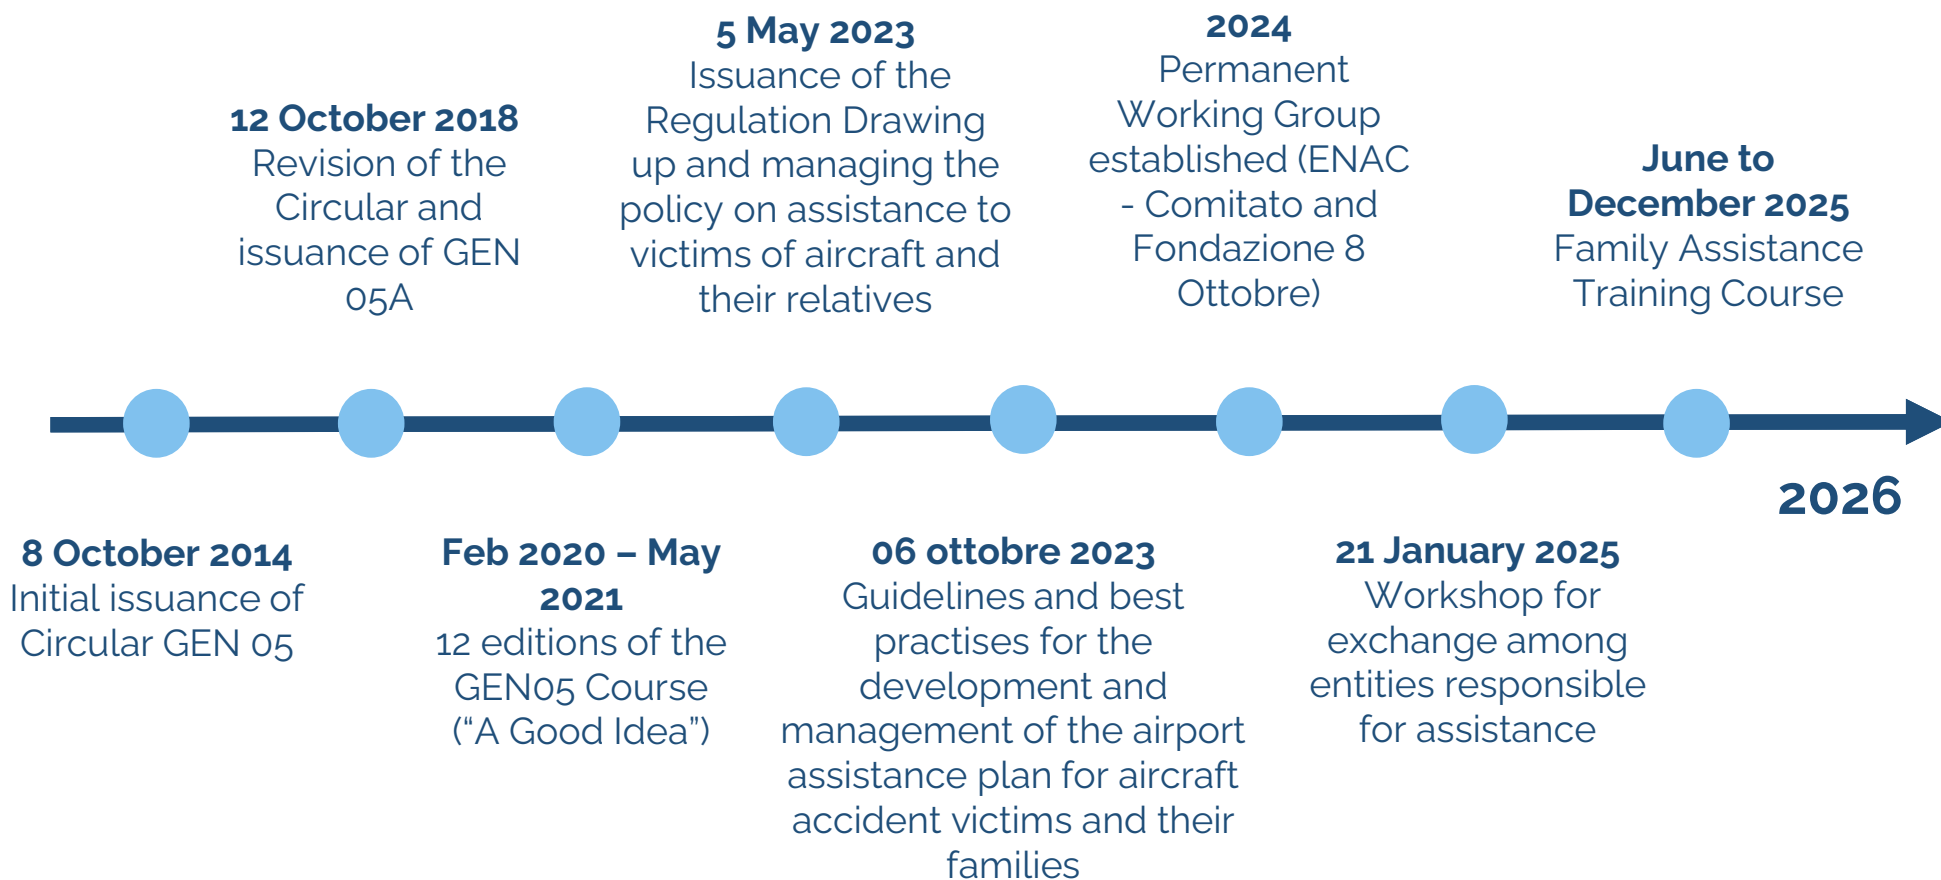 5 May 2023
Issuance of the
Regulation Drawing
up and managing the
policy on assistance to
victims of aircraft and
their relatives
2024
Permanent
Working Group
established (ENAC
- Comitato and
Fondazione 8
Ottobre)
12 October 2018
Revision of the
Circular and
issuance of GEN
05A
June to
December 2025
Family Assistance
Training Course
2026
8 October 2014
Initial issuance of
Circular GEN 05
Feb 2020 – May
2021
12 editions of the
GEN05 Course
(“A Good Idea”)
06 ottobre 2023
Guidelines and best
practises for the
development and
management of the airport
assistance plan for aircraft
accident victims and their
families
21 January 2025
Workshop for
exchange among
entities responsible
for assistance